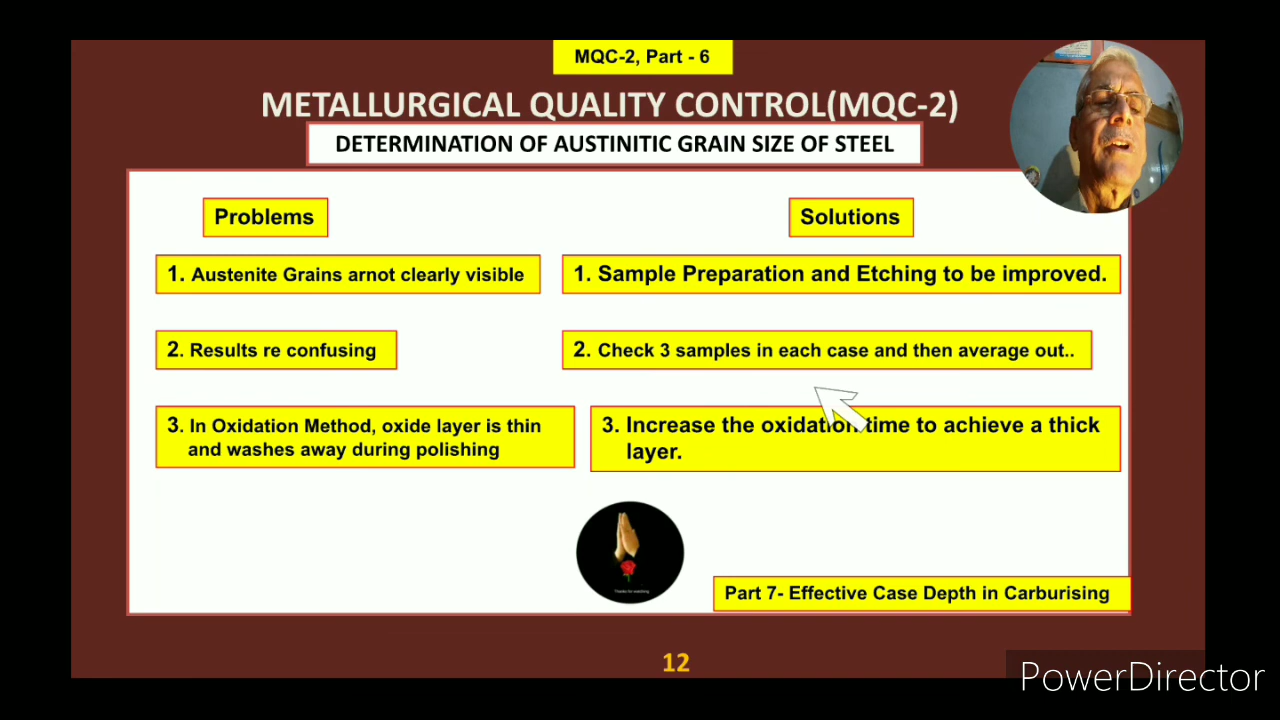 MQC-2, Part - 6
METALLURGICAL QUALITY CONTROL(MQC-2)
DETERMINATION OF AUSTINITIC GRAIN SIZE OF STEEL
Problems
Solutions
1. Austenite Grains arnot clearly visible
1. Sample Preparation and Etching to be improved.
2. Results re confusing
2. Check 3 samples in each case and then average out..
3. In Oxidation Method, oxide layer is thin
and washes away during polishing
3. Increase the oxidation time to achieve a thick
layer.
Thanks for watching
Part 7- Effective Case Depth in Carburising
12
PowerDirector